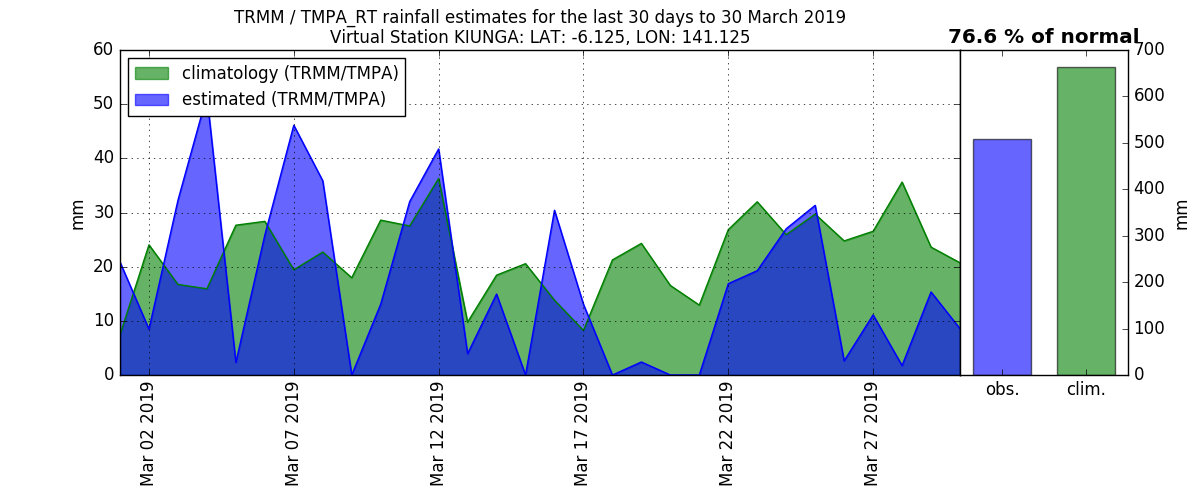 TRMM / TMPA_RT rainfall estimates for the last 30 days to 30 March 2019
Virtual Station KIUNGA: LAT: -6.125, LON: 141.125
76.6 % of normal
climatology (TRMM/TMPA)
estimated (TRMM/TMPA)
60
50
40
30
20
10
0
mm
Mar 02 2019
Mar 07 2019
Mar 12 2019
Mar 17 2019
Mar 22 2019
Mar 27 2019
obs.
clim.
700
600
500
400
300
200
100
0
mm